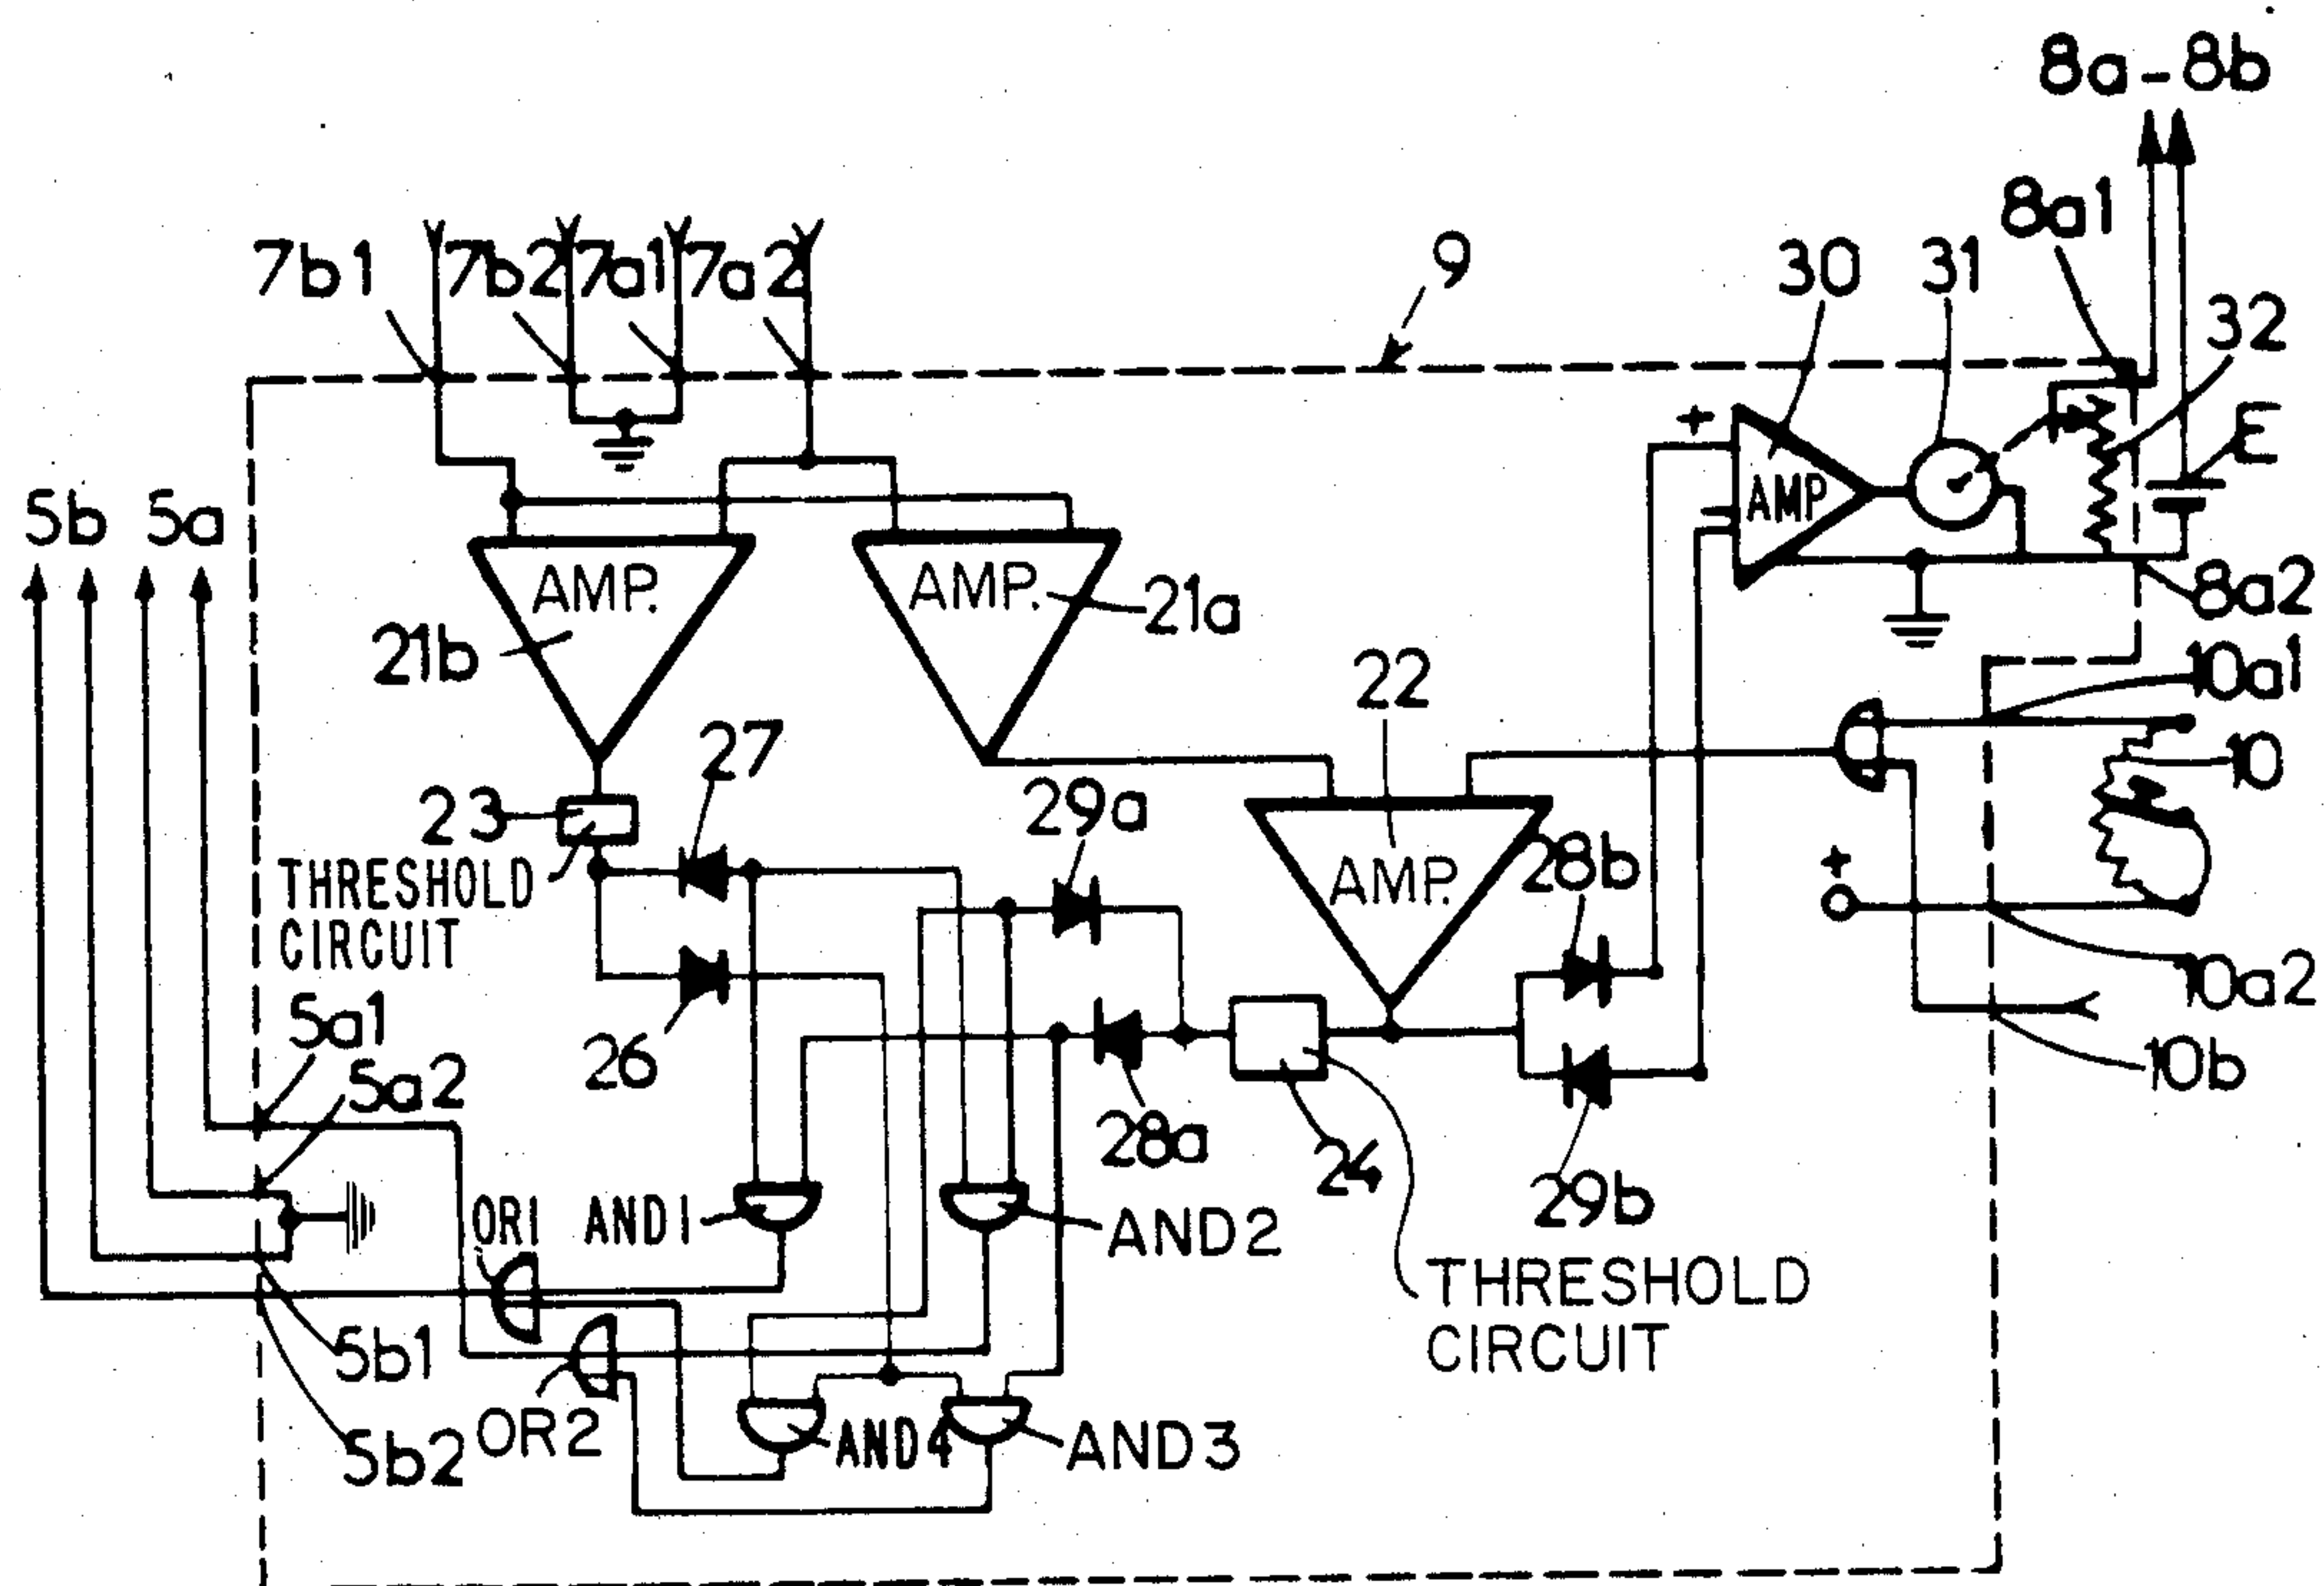 8a-8b
8a1
7b1 7b2 7a1 7a2
9
30
31
32
+
AMP
E
5b 5a
AMP.
AMP.
21a
21b
8a2
22
10a1
27
10
23
29a
28b
THRESHOLD
CIRCUIT
AMP.
+
5a1
10a2
26
5a2
10b
28a
24
29b
OR1 AND1
AND2
THRESHOLD
CIRCUIT
5b1
OR2
AND4
AND3
5b2